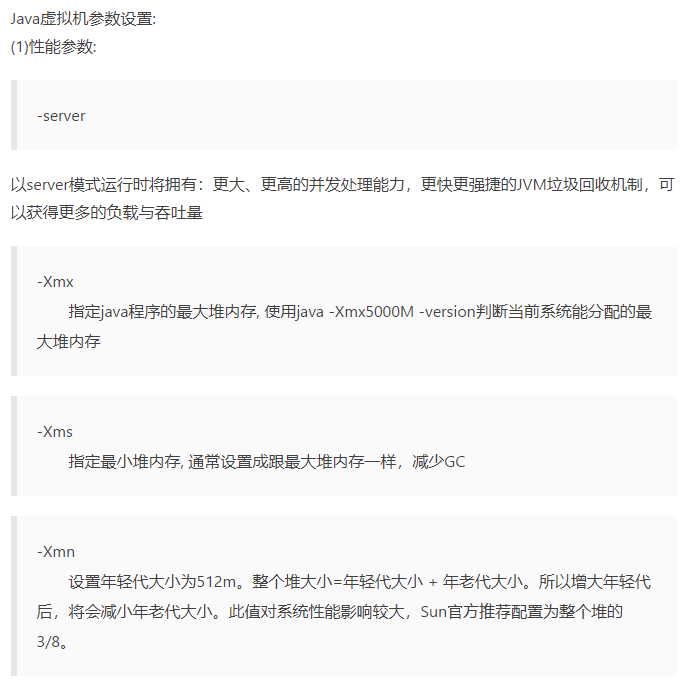 Java虚拟机参数设置:
(1)性能参数:
-server
以server模式运行时将拥有：更大、更高的并发处理能力，更快更强捷的JVM垃圾回收机制，可
以获得更多的负载与吞吐量
-Xmx
指定java程序的最大堆内存, 使用java -Xmx5000M -version判断当前系统能分配的最
大堆内存
-Xms
指定最小堆内存, 通常设置成跟最大堆内存一样，减少GC
-Xmn
设置年轻代大小为512m。整个堆大小=年轻代大小 + 年老代大小。所以增大年轻代
后，将会减小年老代大小。此值对系统性能影响较大，Sun官方推荐配置为整个堆的
3/8。